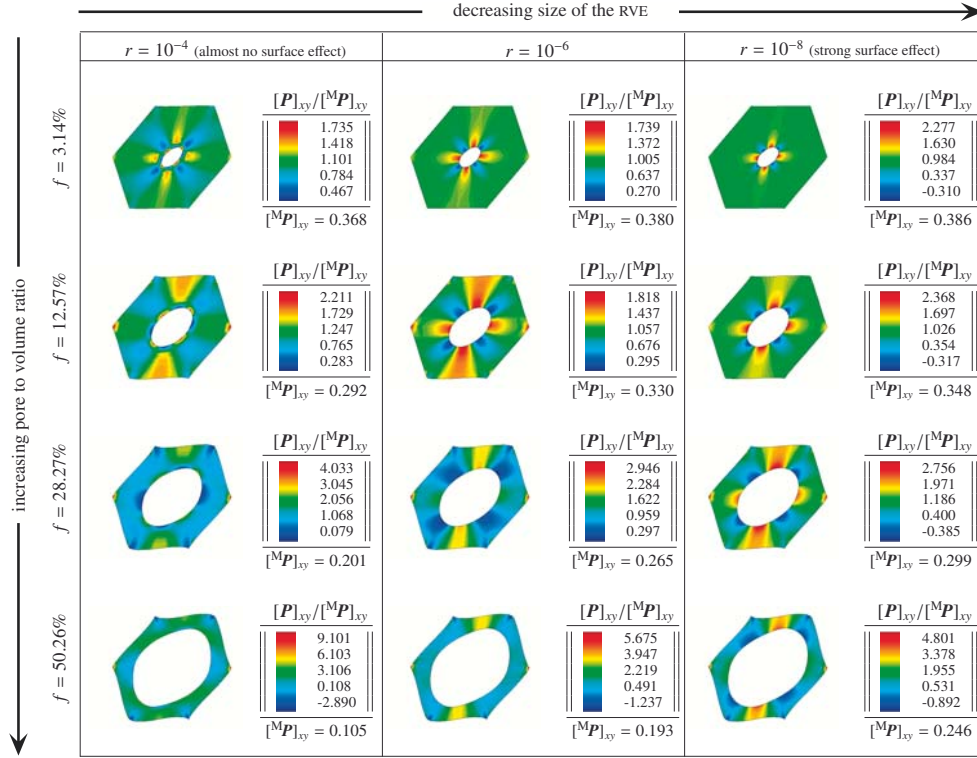 decreasing size of the RVE
r = 10⁻⁴ (almost no surface effect)
r = 10⁻⁶
r = 10⁻⁸ (strong surface effect)
increasing pore to volume ratio
f = 3.14%
[P]xy/[ᴹP]xy
1.735
1.418
1.101
0.784
0.467
[ᴹP]xy = 0.368
[P]xy/[ᴹP]xy
1.739
1.372
1.005
0.637
0.270
[ᴹP]xy = 0.380
[P]xy/[ᴹP]xy
2.277
1.630
0.984
0.337
-0.310
[ᴹP]xy = 0.386
f = 12.57%
[P]xy/[ᴹP]xy
2.211
1.729
1.247
0.765
0.283
[ᴹP]xy = 0.292
[P]xy/[ᴹP]xy
1.818
1.437
1.057
0.676
0.295
[ᴹP]xy = 0.330
[P]xy/[ᴹP]xy
2.368
1.697
1.026
0.354
-0.317
[ᴹP]xy = 0.348
f = 28.27%
[P]xy/[ᴹP]xy
4.033
3.045
2.056
1.068
0.079
[ᴹP]xy = 0.201
[P]xy/[ᴹP]xy
2.946
2.284
1.622
0.959
0.297
[ᴹP]xy = 0.265
[P]xy/[ᴹP]xy
2.756
1.971
1.186
0.400
-0.385
[ᴹP]xy = 0.299
f = 50.26%
[P]xy/[ᴹP]xy
9.101
6.103
3.106
0.108
-2.890
[ᴹP]xy = 0.105
[P]xy/[ᴹP]xy
5.675
3.947
2.219
0.491
-1.237
[ᴹP]xy = 0.193
[P]xy/[ᴹP]xy
4.801
3.378
1.955
0.531
-0.892
[ᴹP]xy = 0.246